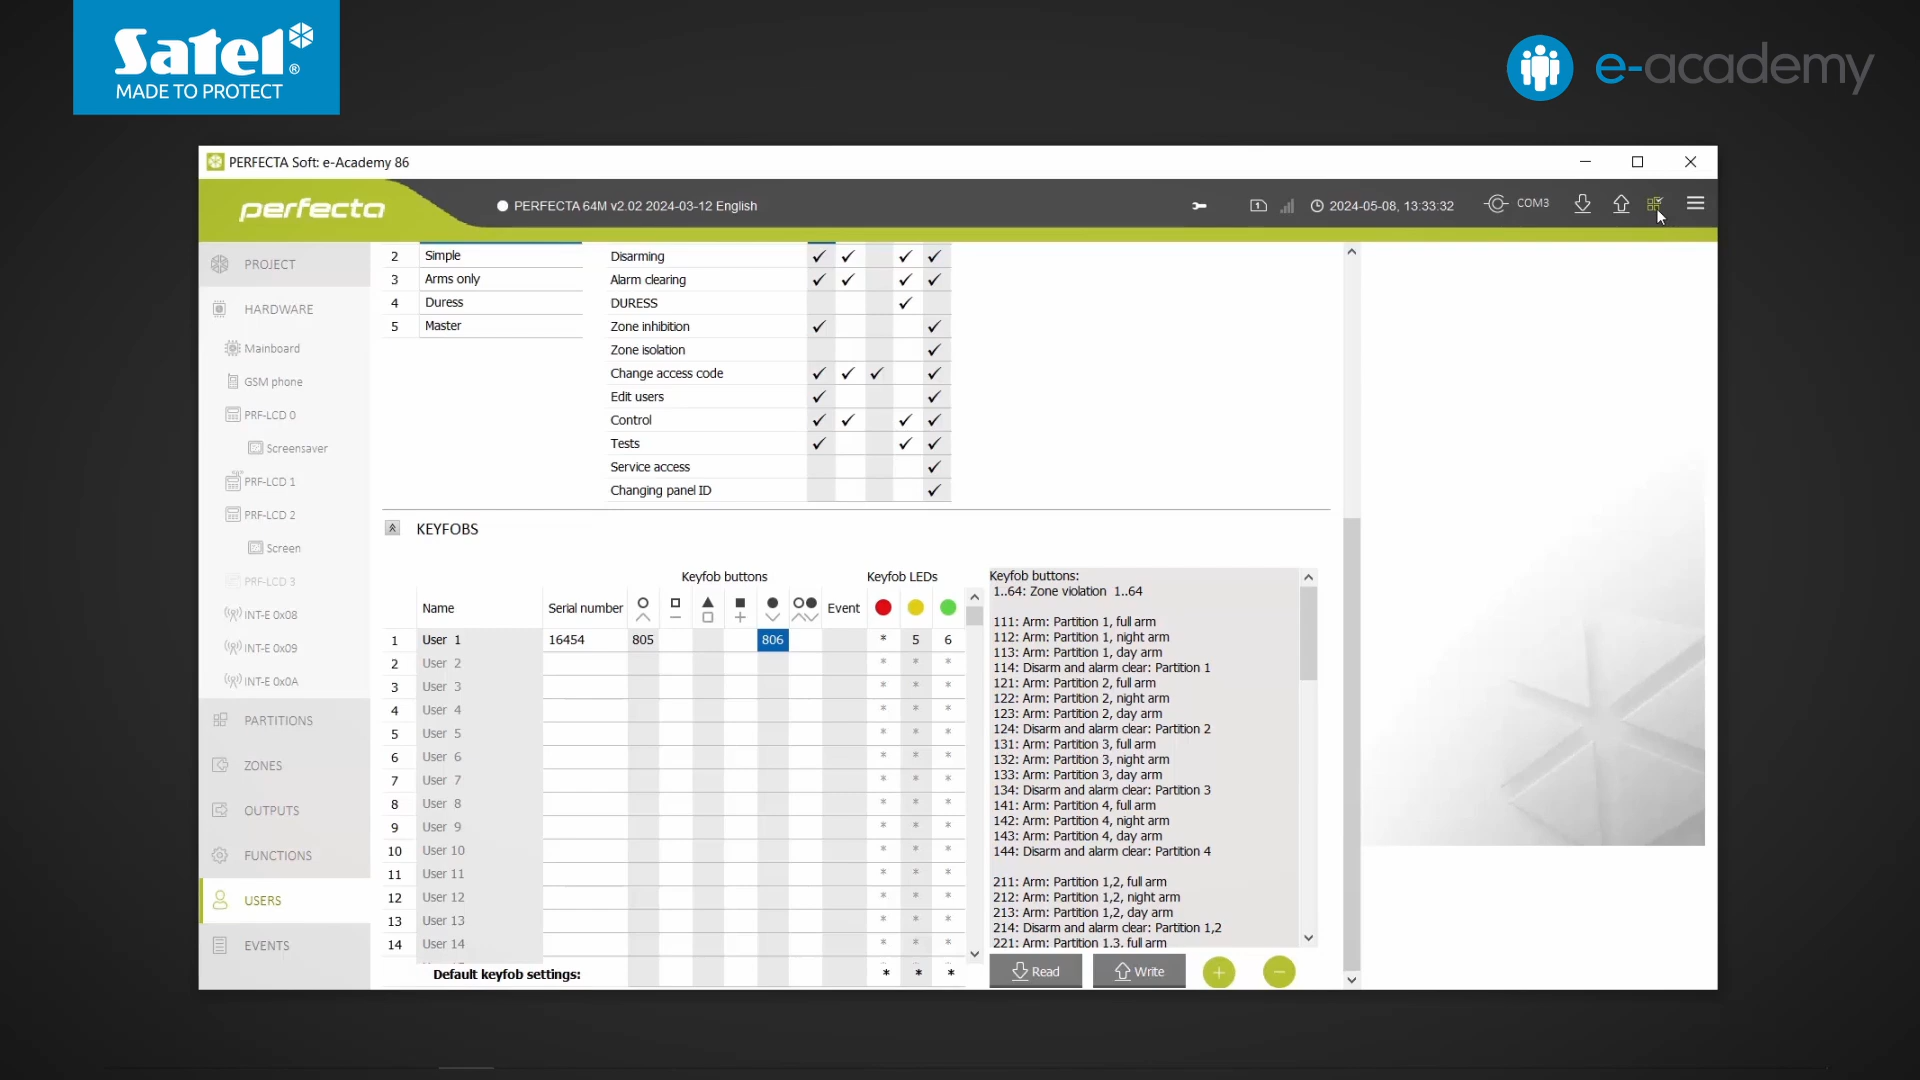 Satel®
MADE TO PROTECT
e-academy
PERFECTA Soft: e-Academy 86
perfecta
PERFECTA 64M v2.02 2024-03-12 English
1
2024-05-08, 13:33:32
COM3
PROJECT
HARDWARE
Mainboard
GSM phone
PRF-LCD 0
Screensaver
PRF-LCD 1
PRF-LCD 2
Screen
PRF-LCD 3
INT-E 0x08
INT-E 0x09
INT-E 0x0A
PARTITIONS
ZONES
OUTPUTS
FUNCTIONS
USERS
EVENTS
2 Simple
3 Arms only
4 Duress
5 Master
Disarming ✓ ✓ ✓ ✓
Alarm clearing ✓ ✓ ✓ ✓
DURESS ✓
Zone inhibition ✓ ✓
Zone isolation ✓
Change access code ✓ ✓ ✓ ✓
Edit users ✓ ✓
Control ✓ ✓ ✓ ✓
Tests ✓ ✓ ✓
Service access ✓
Changing panel ID ✓
KEYFOBS
Keyfob buttons Keyfob LEDs
Name Serial number Event
1 User 1 16454 805 806 * 5 6
2 User 2 * * *
3 User 3 * * *
4 User 4 * * *
5 User 5 * * *
6 User 6 * * *
7 User 7 * * *
8 User 8 * * *
9 User 9 * * *
10 User 10 * * *
11 User 11 * * *
12 User 12 * * *
13 User 13 * * *
14 User 14 * * *
Default keyfob settings: * * *
Keyfob buttons:
1..64: Zone violation 1..64
111: Arm: Partition 1, full arm
112: Arm: Partition 1, night arm
113: Arm: Partition 1, day arm
114: Disarm and alarm clear: Partition 1
121: Arm: Partition 2, full arm
122: Arm: Partition 2, night arm
123: Arm: Partition 2, day arm
124: Disarm and alarm clear: Partition 2
131: Arm: Partition 3, full arm
132: Arm: Partition 3, night arm
133: Arm: Partition 3, day arm
134: Disarm and alarm clear: Partition 3
141: Arm: Partition 4, full arm
142: Arm: Partition 4, night arm
143: Arm: Partition 4, day arm
144: Disarm and alarm clear: Partition 4
211: Arm: Partition 1,2, full arm
212: Arm: Partition 1,2, night arm
213: Arm: Partition 1,2, day arm
214: Disarm and alarm clear: Partition 1,2
221: Arm: Partition 1,3, full arm
Read Write